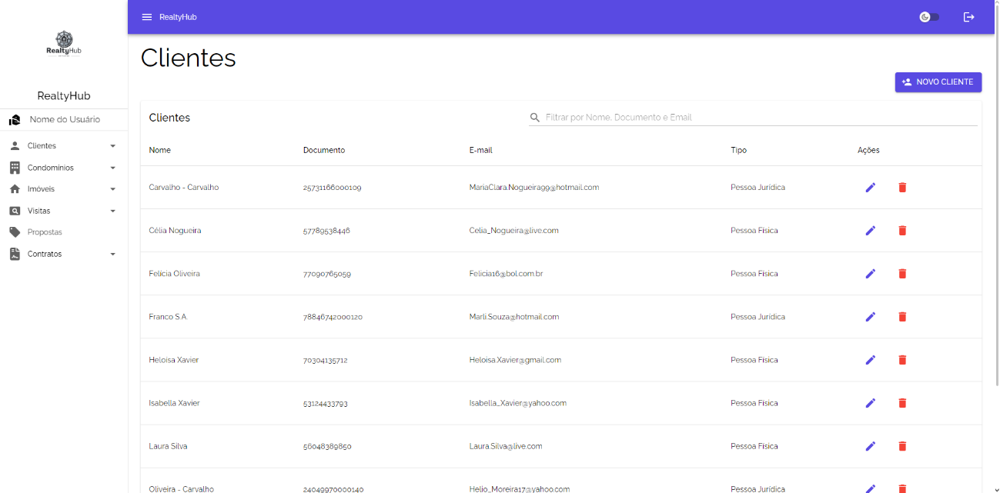 RealtyHub
RealtyHub
RealtyHub
Nome do Usuário
Clientes
Condomínios
Imóveis
Visitas
Propostas
Contratos
Clientes
NOVO CLIENTE
Clientes
Filtrar por Nome, Documento e Email
Nome Documento E-mail Tipo Ações
Carvalho - Carvalho 25731166000109 MariaClara.Nogueira99@hotmail.com Pessoa Jurídica
Célia Nogueira 57789538446 Celia_Nogueira@live.com Pessoa Física
Felícia Oliveira 77090765059 Felicia16@bol.com.br Pessoa Física
Franco S.A. 78846742000120 Marli.Souza@hotmail.com Pessoa Jurídica
Heloísa Xavier 70304135712 Heloisa.Xavier@gmail.com Pessoa Física
Isabella Xavier 53124433793 Isabella_Xavier@yahoo.com Pessoa Física
Laura Silva 56048389850 Laura.Silva@live.com Pessoa Física
Oliveira - Carvalho 24049970000140 Helio_Moreira17@yahoo.com Pessoa Jurídica